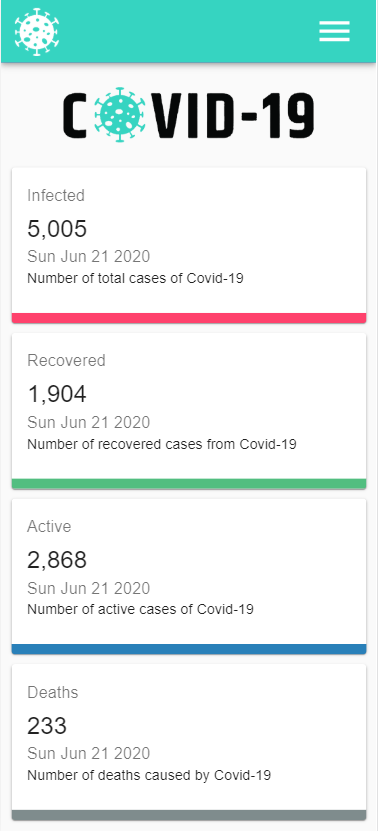 COVID-19
Infected
5,005
Sun Jun 21 2020
Number of total cases of Covid-19
Recovered
1,904
Sun Jun 21 2020
Number of recovered cases from Covid-19
Active
2,868
Sun Jun 21 2020
Number of active cases of Covid-19
Deaths
233
Sun Jun 21 2020
Number of deaths caused by Covid-19